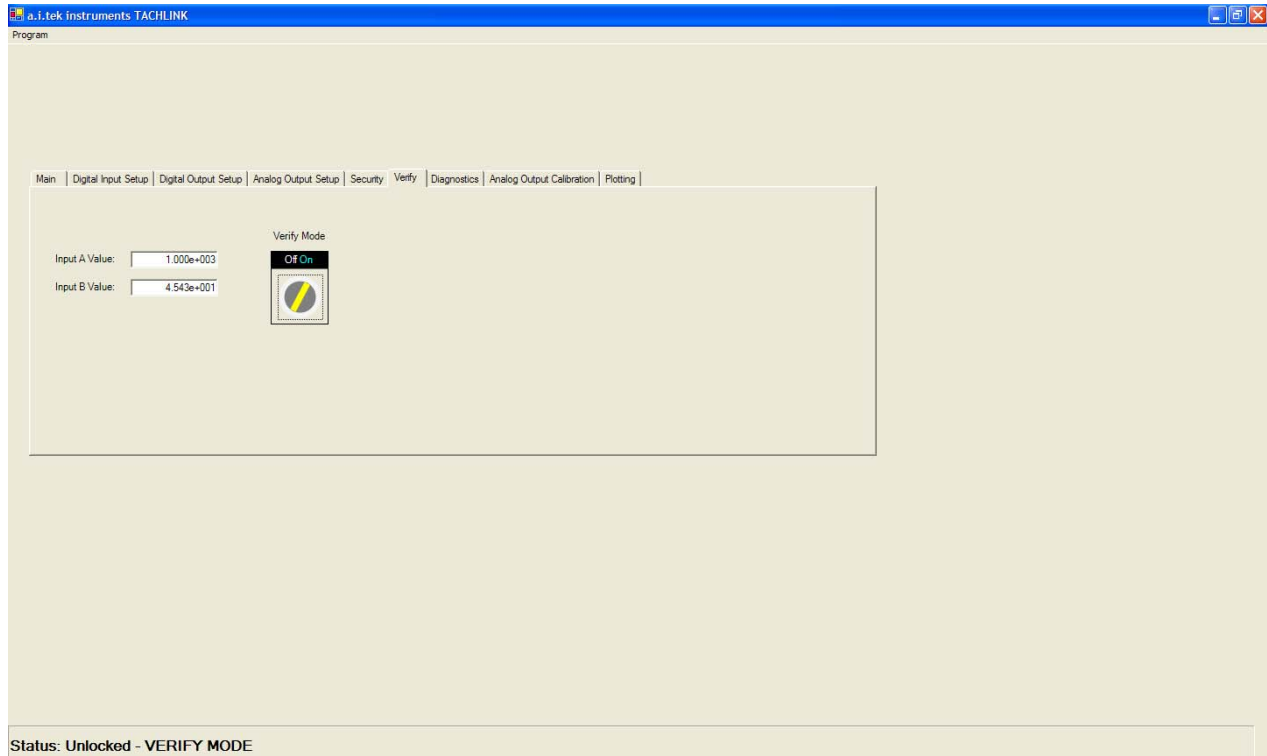 a.i.tek instruments TACHLINK
Program
Main Digital Input Setup Digital Output Setup Analog Output Setup Security Verify Diagnostics Analog Output Calibration Plotting
Verify Mode
Off On
Input A Value: 1.000e+003
Input B Value: 4.543e+001
Status: Unlocked - VERIFY MODE